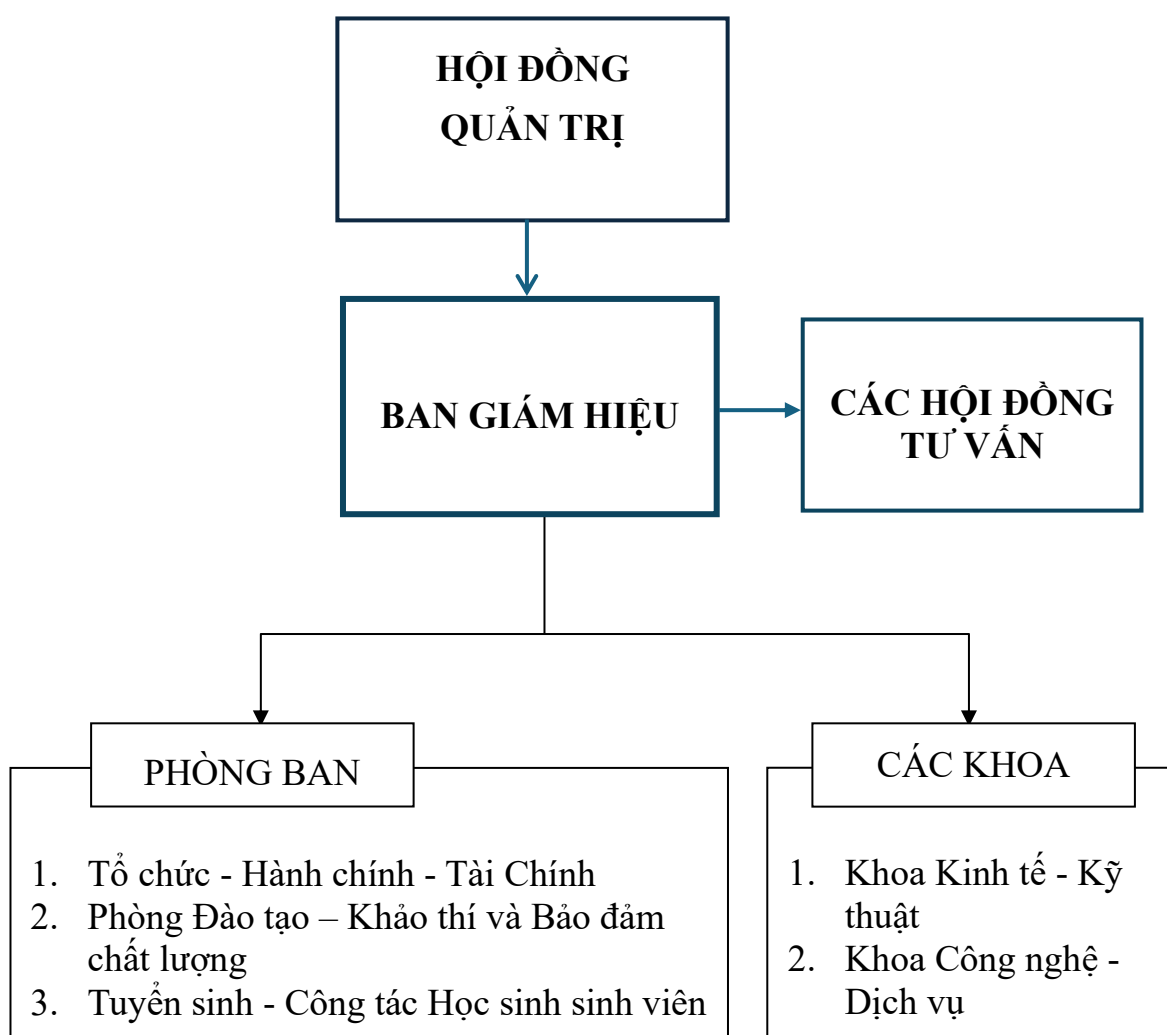 HỘI ĐỒNG
QUẢN TRỊ
BAN GIÁM HIỆU
CÁC HỘI ĐỒNG
TƯ VẤN
PHÒNG BAN
1. Tổ chức - Hành chính - Tài Chính
2. Phòng Đào tạo – Khảo thí và Bảo đảm
chất lượng
3. Tuyển sinh - Công tác Học sinh sinh viên
CÁC KHOA
1. Khoa Kinh tế - Kỹ
thuật
2. Khoa Công nghệ -
Dịch vụ